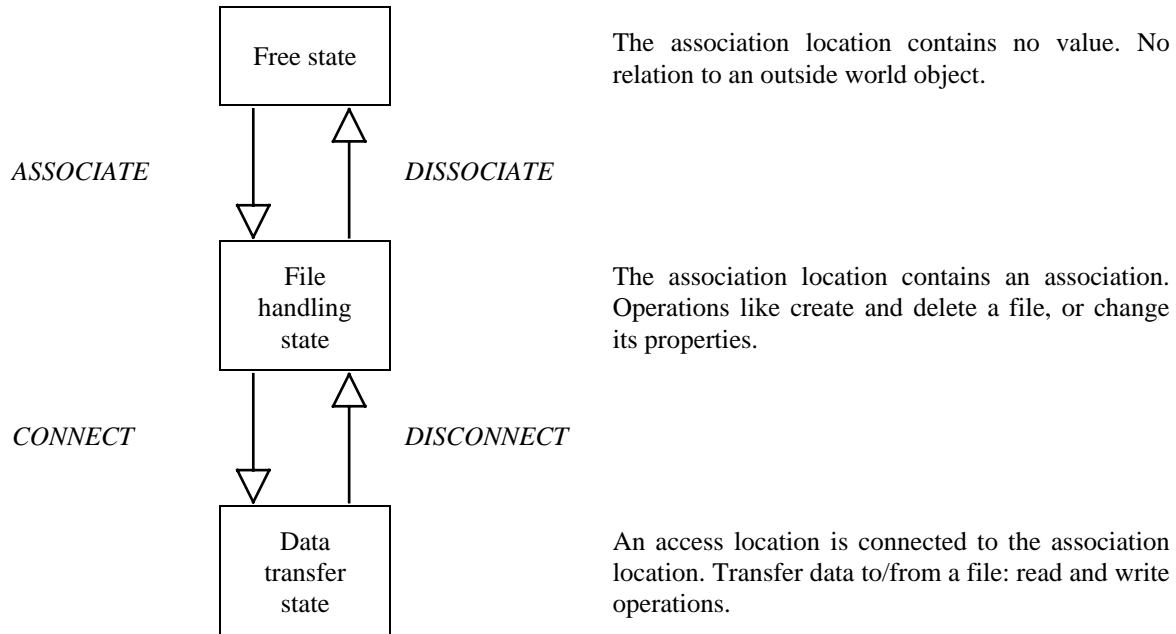 Free state
The association location contains no value. No
relation to an outside world object.
ASSOCIATE
DISSOCIATE
File
handling
state
The association location contains an association.
Operations like create and delete a file, or change
its properties.
CONNECT
DISCONNECT
Data
transfer
state
An access location is connected to the association
location. Transfer data to/from a file: read and write
operations.